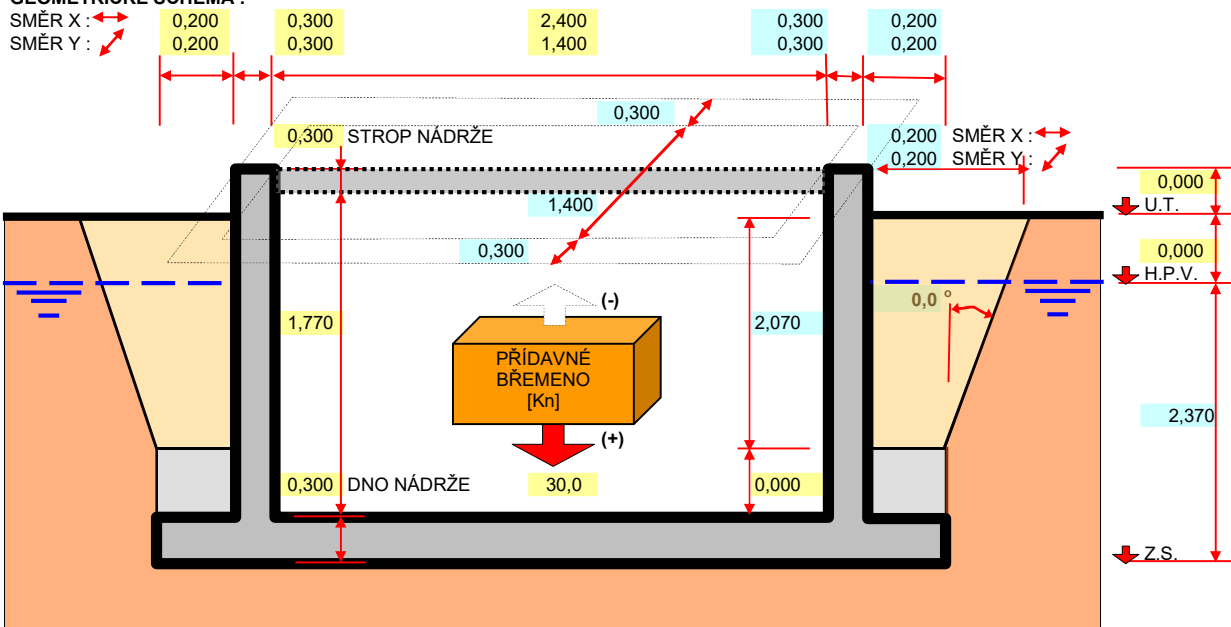 GEOMETRICKÉ SCHÉMA :
SMĚR X : 0,200 0,300 2,400 0,300 0,200
SMĚR Y : 0,200 0,300 1,400 0,300 0,200
0,300
0,300 STROP NÁDRŽE
0,200 SMĚR X :
0,200 SMĚR Y :
0,000
U.T.
1,400
0,300
0,000
H.P.V.
0,0 °
(-)
1,770
2,070
PŘÍDAVNÉ
BŘEMENO
[Kn]
(+)
2,370
0,300 DNO NÁDRŽE
30,0
0,000
Z.S.